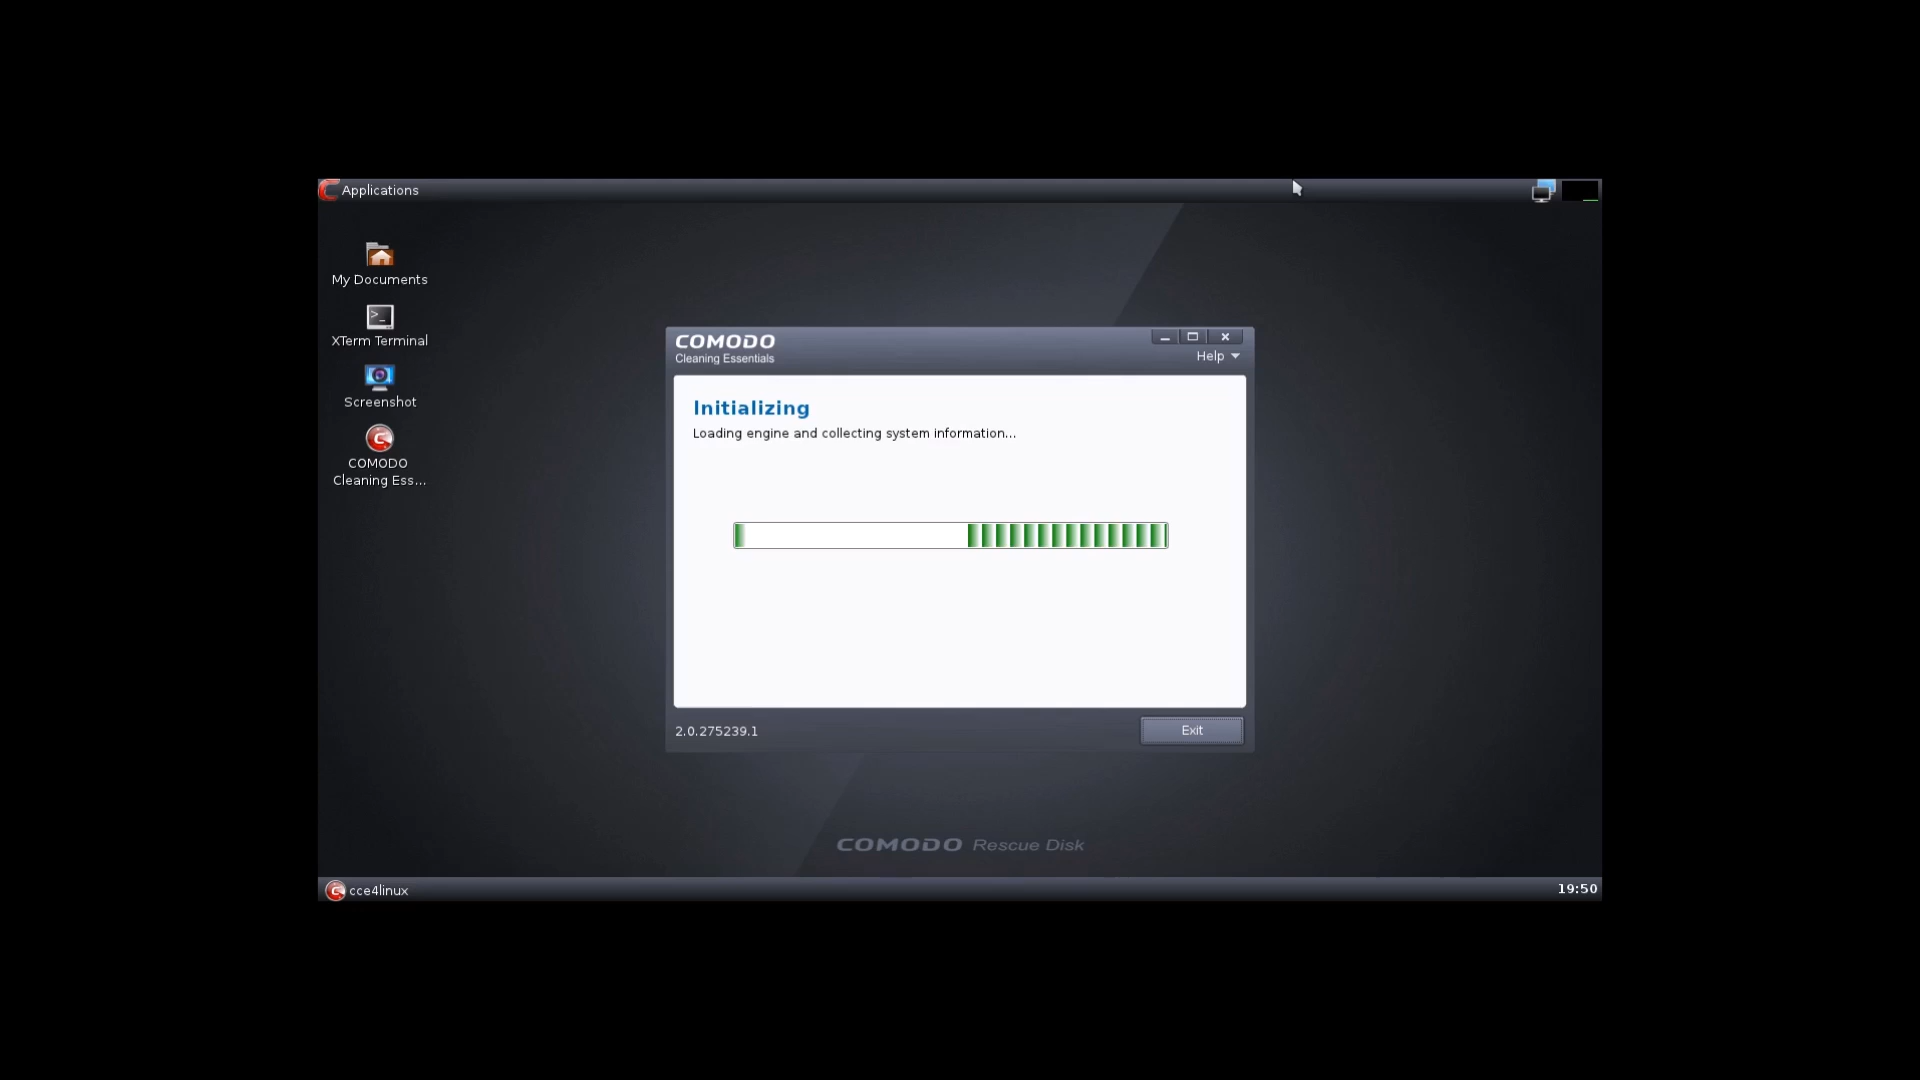 Applications
My Documents
XTerm Terminal
Screenshot
COMODO
Cleaning Ess...
COMODO
Cleaning Essentials
Help
Initializing
Loading engine and collecting system information...
2.0.275239.1
Exit
COMODO Rescue Disk
cce4linux
19:50